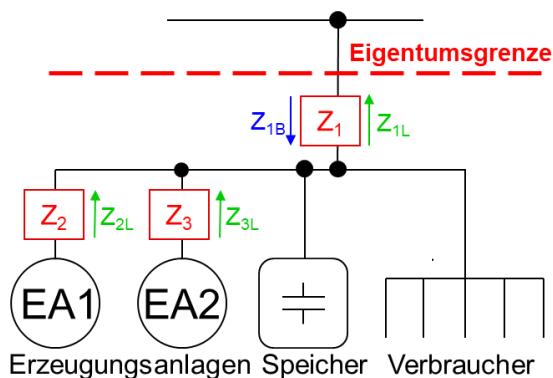 Eigentumsgrenze
Z1B Z1 Z1L
Z2 Z2L Z3 Z3L
EA1 EA2
Erzeugungsanlagen Speicher Verbraucher